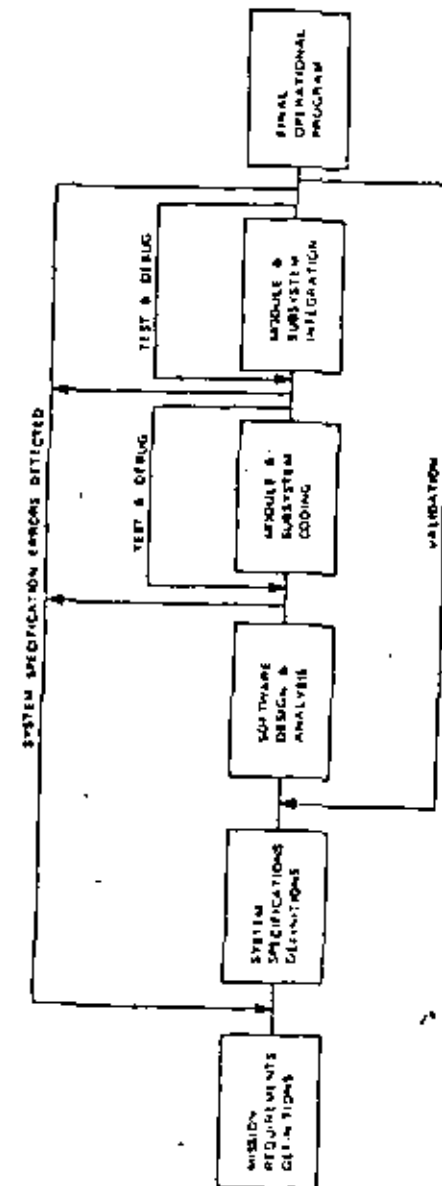 SYSTEM SPECIFICATION ERRORS DETECTED
TEST & DEBUG
TEST & DEBUG
MISSION
REQUIREMENTS
DEFINITIONS
SYSTEM
SPECIFICATIONS
DEFINITIONS
SOFTWARE
DESIGN &
ANALYSIS
MODULE &
SUBSYSTEM
CODING
MODULE &
SUBSYSTEM
INTEGRATION
FINAL
OPERATIONAL
PROGRAM
VALIDATION